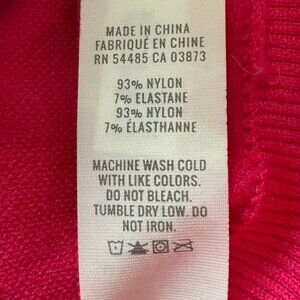 MADE IN CHINA
FABRIQUÉ EN CHINE
RN 54485 CA 03873
93% NYLON
7% ELASTANE
93% NYLON
7% ÉLASTHANNE
MACHINE WASH COLD
WITH LIKE COLORS.
DO NOT BLEACH.
TUMBLE DRY LOW. DO
NOT IRON.